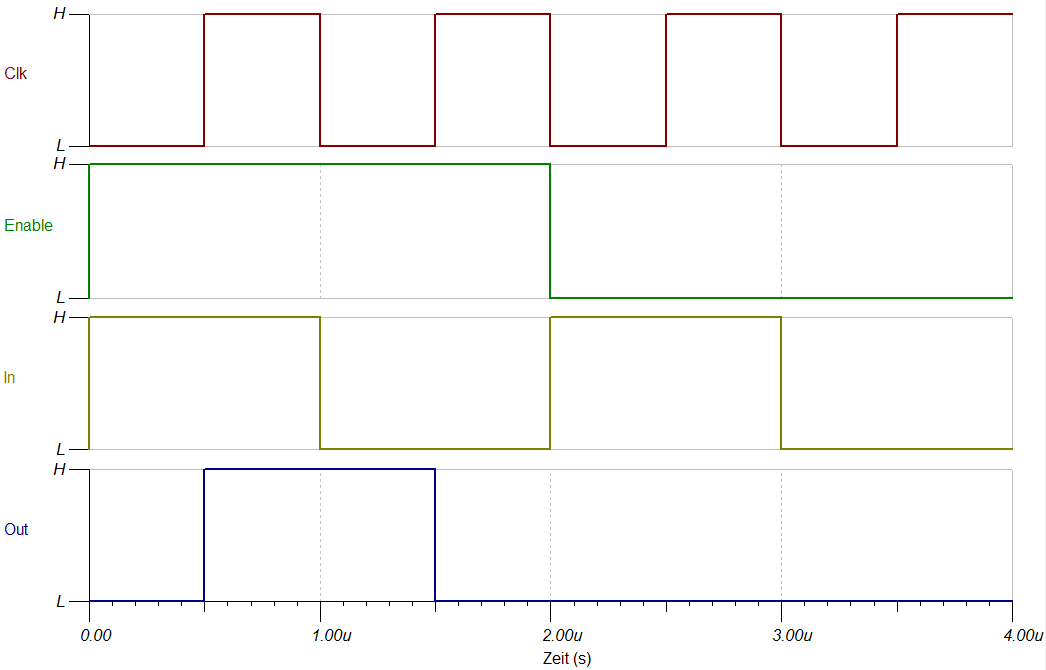 H
Clk
L
H
Enable
L
H
In
L
H
Out
L
0.00 1.00u 2.00u 3.00u 4.00u
Zeit (s)